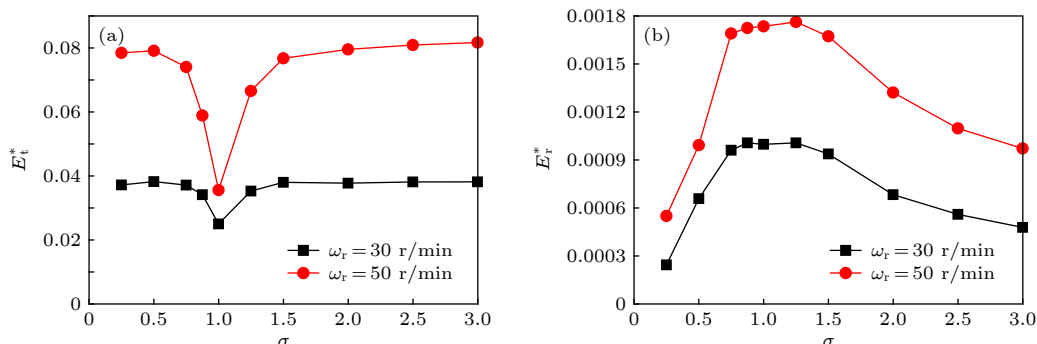 (a)
E*t
0.08
0.06
0.04
0.02
0
ωr = 30 r/min
ωr = 50 r/min
0 0.5 1.0 1.5 2.0 2.5 3.0
σ
(b)
E*r
0.0018
0.0015
0.0012
0.0009
0.0006
0.0003
0
ωr = 30 r/min
ωr = 50 r/min
0 0.5 1.0 1.5 2.0 2.5 3.0
σ